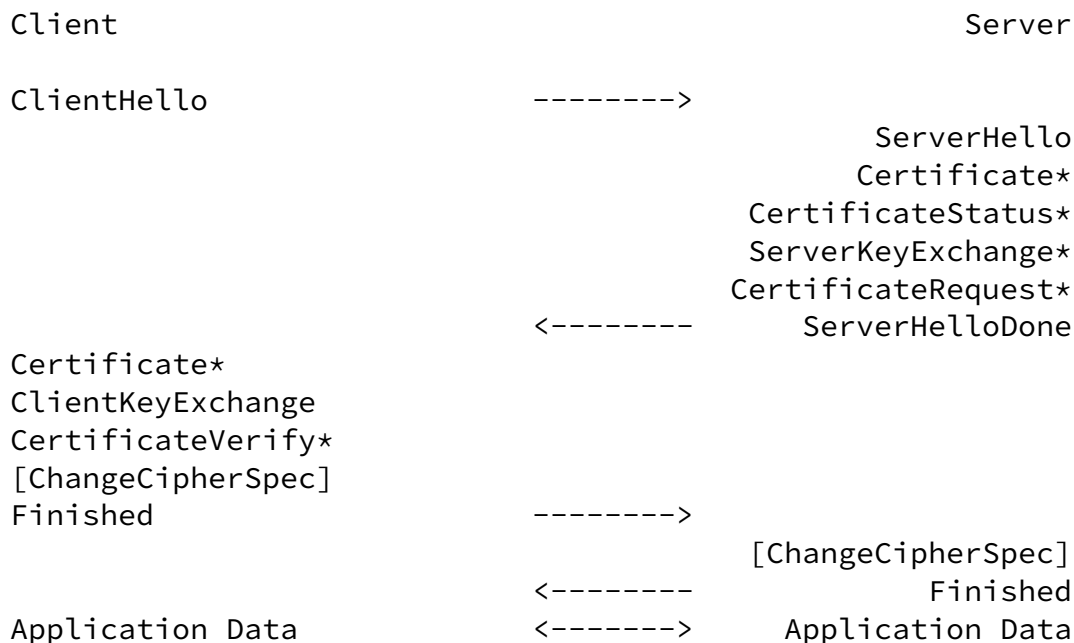 Client                                               Server

ClientHello                  -------->
                                                ServerHello
                                               Certificate*
                                         CertificateStatus*
                                         ServerKeyExchange*
                                        CertificateRequest*
                             <--------      ServerHelloDone
Certificate*
ClientKeyExchange
CertificateVerify*
[ChangeCipherSpec]
Finished                     -------->
                                         [ChangeCipherSpec]
                             <--------             Finished
Application Data             <------->     Application Data